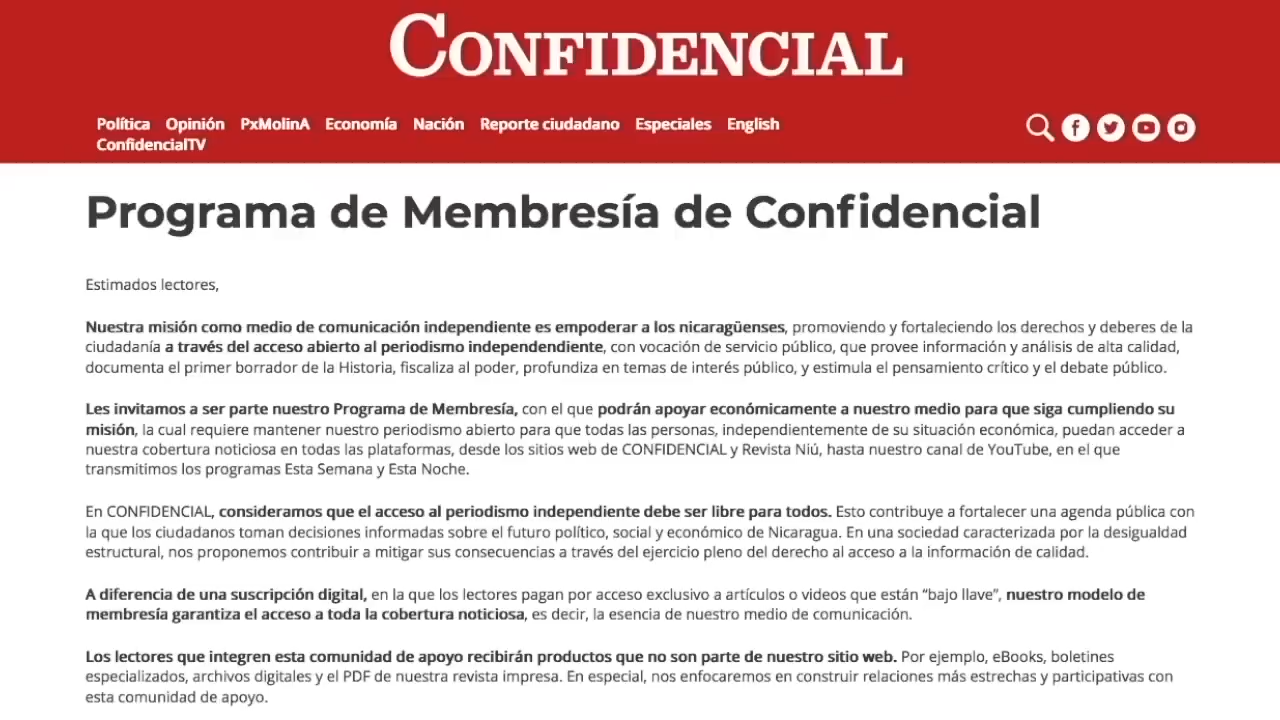 CONFIDENCIAL
Política Opinión PxMolinA Economía Nación Reporte ciudadano Especiales English
ConfidencialTV
Programa de Membresía de Confidencial
Estimados lectores,
Nuestra misión como medio de comunicación independiente es empoderar a los nicaragüenses, promoviendo y fortaleciendo los derechos y deberes de la
ciudadanía a través del acceso abierto al periodismo independendiente, con vocación de servicio público, que provee información y análisis de alta calidad,
documenta el primer borrador de la Historia, fiscaliza al poder, profundiza en temas de interés público, y estimula el pensamiento crítico y el debate público.
Les invitamos a ser parte nuestro Programa de Membresía, con el que podrán apoyar económicamente a nuestro medio para que siga cumpliendo su
misión, la cual requiere mantener nuestro periodismo abierto para que todas las personas, independientemente de su situación económica, puedan acceder a
nuestra cobertura noticiosa en todas las plataformas, desde los sitios web de CONFIDENCIAL y Revista Niú, hasta nuestro canal de YouTube, en el que
transmitimos los programas Esta Semana y Esta Noche.
En CONFIDENCIAL, consideramos que el acceso al periodismo independiente debe ser libre para todos. Esto contribuye a fortalecer una agenda pública con
la que los ciudadanos toman decisiones informadas sobre el futuro político, social y económico de Nicaragua. En una sociedad caracterizada por la desigualdad
estructural, nos proponemos contribuir a mitigar sus consecuencias a través del ejercicio pleno del derecho al acceso a la información de calidad.
A diferencia de una suscripción digital, en la que los lectores pagan por acceso exclusivo a artículos o videos que están “bajo llave”, nuestro modelo de
membresía garantiza el acceso a toda la cobertura noticiosa, es decir, la esencia de nuestro medio de comunicación.
Los lectores que integren esta comunidad de apoyo recibirán productos que no son parte de nuestro sitio web. Por ejemplo, eBooks, boletines
especializados, archivos digitales y el PDF de nuestra revista impresa. En especial, nos enfocaremos en construir relaciones más estrechas y participativas con
esta comunidad de apoyo.